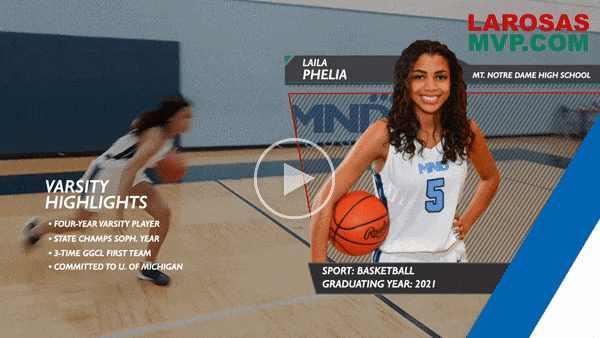 LAROSAS
MVP.COM
LAILA
PHELIA
MT. NOTRE DAME HIGH SCHOOL
MND
MND
5
VARSITY
HIGHLIGHTS
• FOUR-YEAR VARSITY PLAYER
• STATE CHAMPS SOPH. YEAR
• 3-TIME GGCL FIRST TEAM
• COMMITTED TO U. OF MICHIGAN
SPORT: BASKETBALL
GRADUATING YEAR: 2021